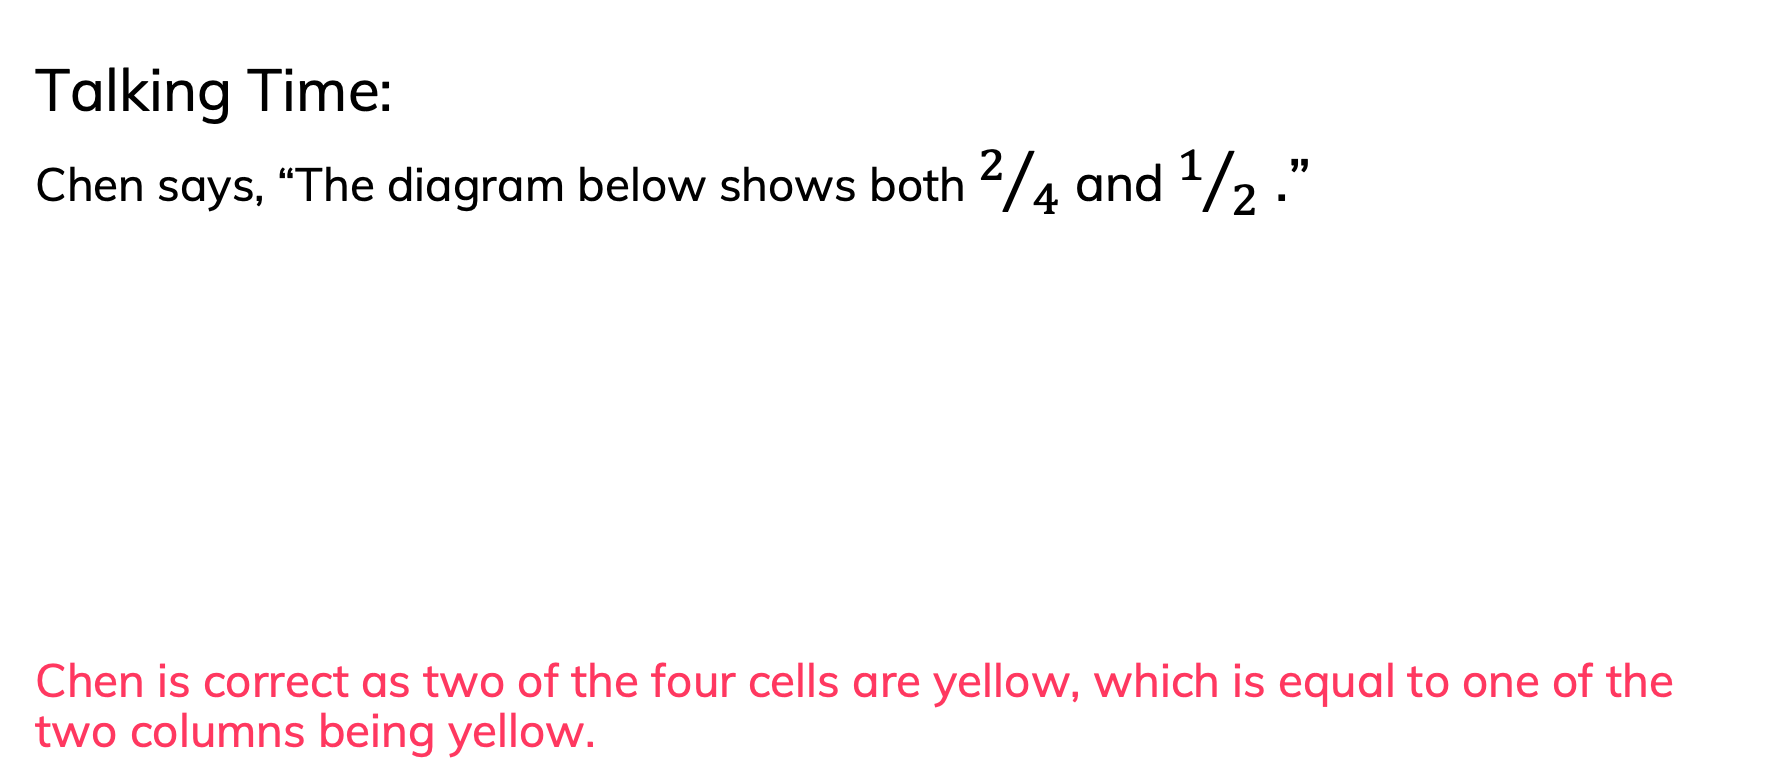 Talking Time:
Chen says, “The diagram below shows both 2/4 and 1/2 .”
Chen is correct as two of the four cells are yellow, which is equal to one of the
two columns being yellow.